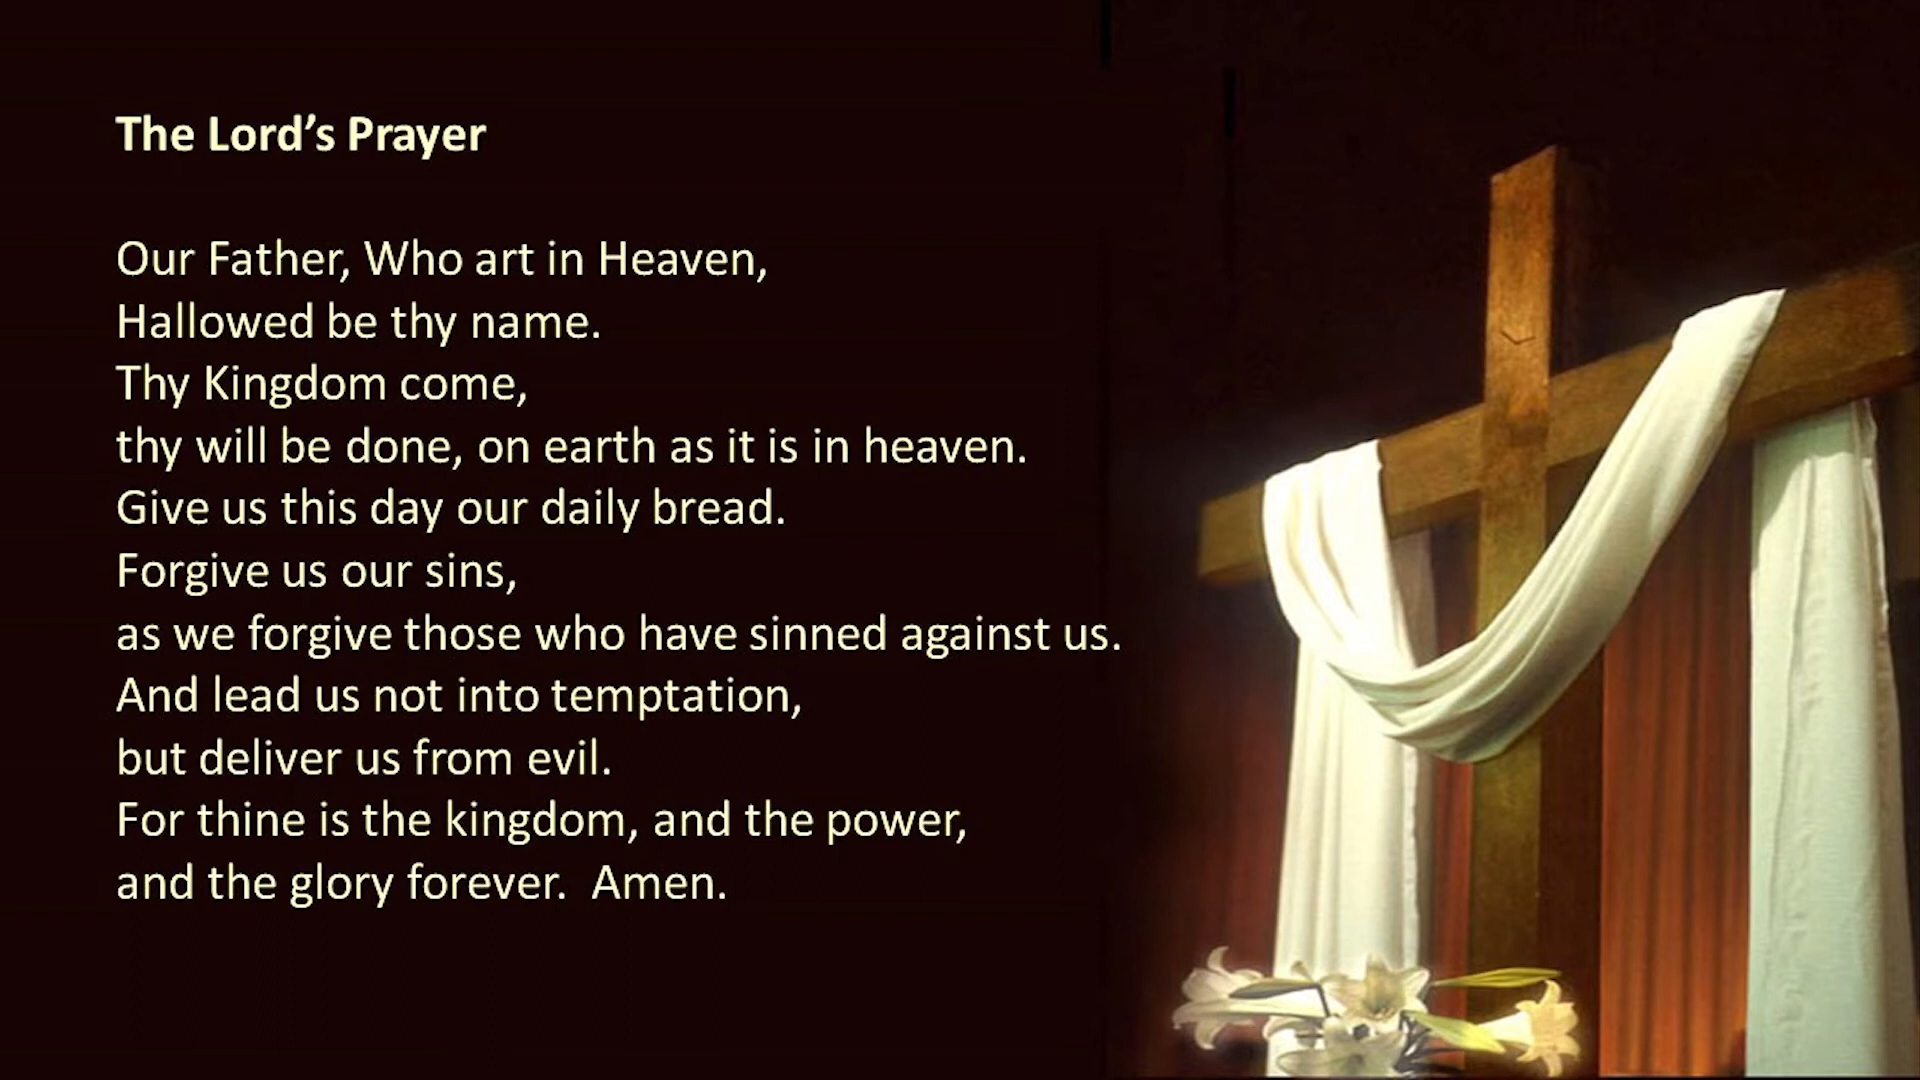 The Lord’s Prayer
Our Father, Who art in Heaven,
Hallowed be thy name.
Thy Kingdom come,
thy will be done, on earth as it is in heaven.
Give us this day our daily bread.
Forgive us our sins,
as we forgive those who have sinned against us.
And lead us not into temptation,
but deliver us from evil.
For thine is the kingdom, and the power,
and the glory forever.  Amen.